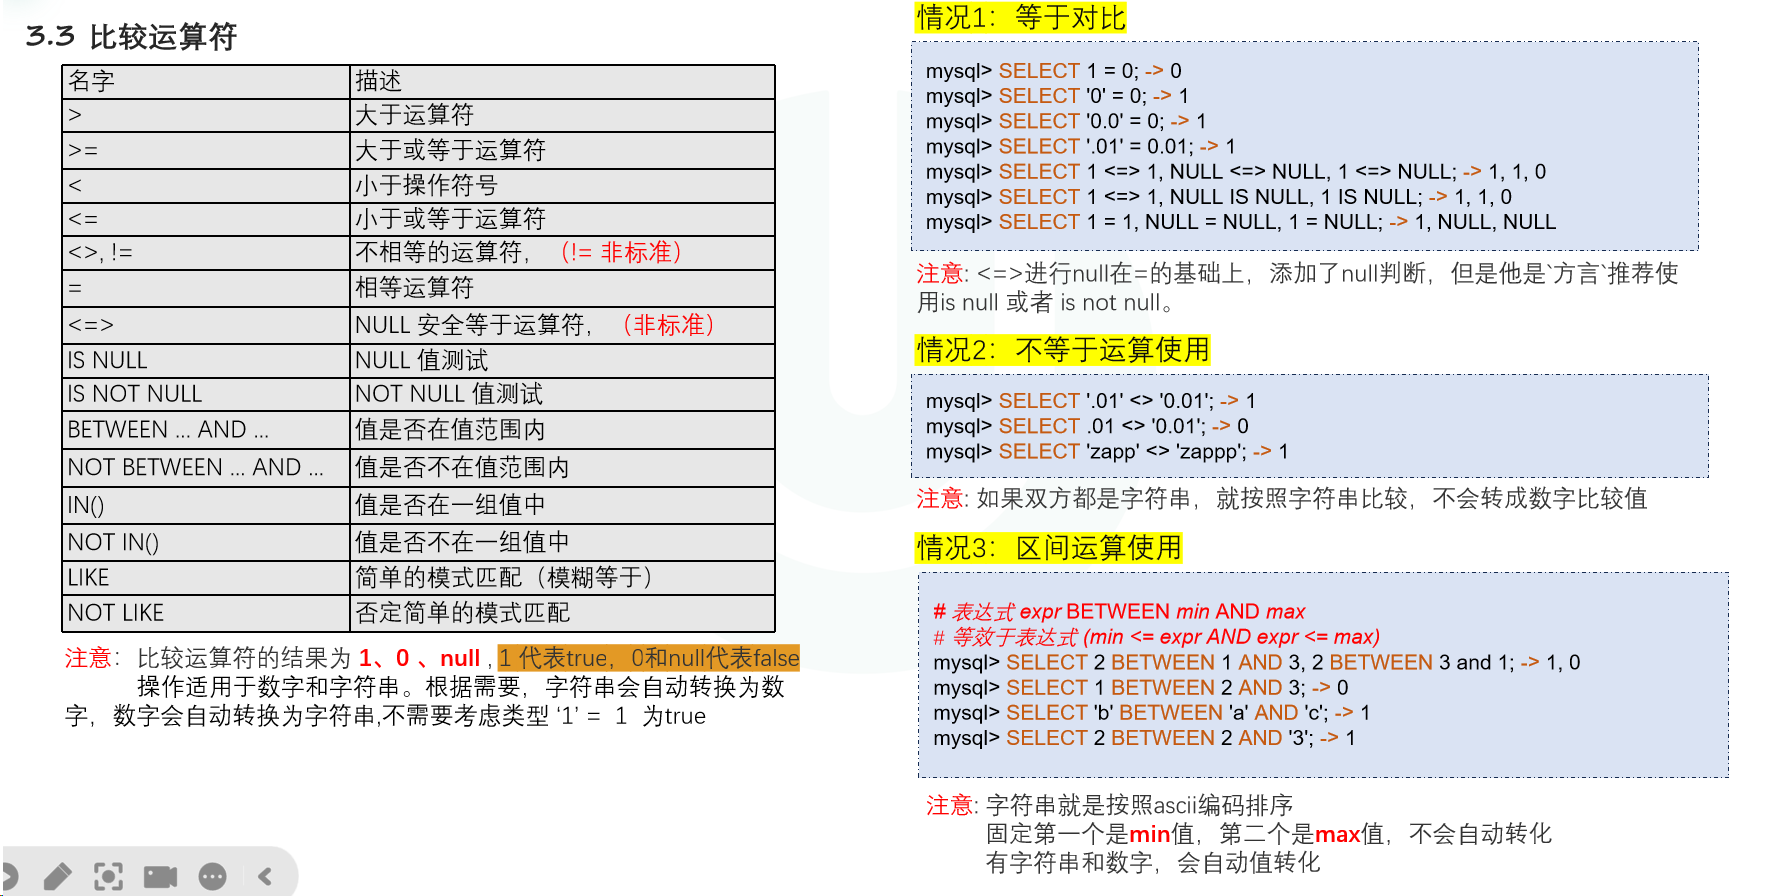 3.3 比较运算符
名字 描述
> 大于运算符
>= 大于或等于运算符
< 小于操作符号
<= 小于或等于运算符
<>, != 不相等的运算符，（!= 非标准）
= 相等运算符
<=> NULL 安全等于运算符，（非标准）
IS NULL NULL 值测试
IS NOT NULL NOT NULL 值测试
BETWEEN ... AND ... 值是否在值范围内
NOT BETWEEN ... AND ... 值是否不在值范围内
IN() 值是否在一组值中
NOT IN() 值是否不在一组值中
LIKE 简单的模式匹配（模糊等于）
NOT LIKE 否定简单的模式匹配
注意：比较运算符的结果为 1、0 、null , 1 代表true，0和null代表false
操作适用于数字和字符串。根据需要，字符串会自动转换为数
字，数字会自动转换为字符串,不需要考虑类型 ‘1’ = 1 为true
情况1：等于对比
mysql> SELECT 1 = 0; -> 0
mysql> SELECT '0' = 0; -> 1
mysql> SELECT '0.0' = 0; -> 1
mysql> SELECT '.01' = 0.01; -> 1
mysql> SELECT 1 <=> 1, NULL <=> NULL, 1 <=> NULL; -> 1, 1, 0
mysql> SELECT 1 <=> 1, NULL IS NULL, 1 IS NULL; -> 1, 1, 0
mysql> SELECT 1 = 1, NULL = NULL, 1 = NULL; -> 1, NULL, NULL
注意: <=>进行null在=的基础上，添加了null判断，但是他是`方言`推荐使
用is null 或者 is not null。
情况2：不等于运算使用
mysql> SELECT '.01' <> '0.01'; -> 1
mysql> SELECT .01 <> '0.01'; -> 0
mysql> SELECT 'zapp' <> 'zappp'; -> 1
注意: 如果双方都是字符串，就按照字符串比较，不会转成数字比较值
情况3：区间运算使用
# 表达式 expr BETWEEN min AND max
# 等效于表达式 (min <= expr AND expr <= max)
mysql> SELECT 2 BETWEEN 1 AND 3, 2 BETWEEN 3 and 1; -> 1, 0
mysql> SELECT 1 BETWEEN 2 AND 3; -> 0
mysql> SELECT 'b' BETWEEN 'a' AND 'c'; -> 1
mysql> SELECT 2 BETWEEN 2 AND '3'; -> 1
注意: 字符串就是按照ascii编码排序
固定第一个是min值，第二个是max值，不会自动转化
有字符串和数字，会自动值转化